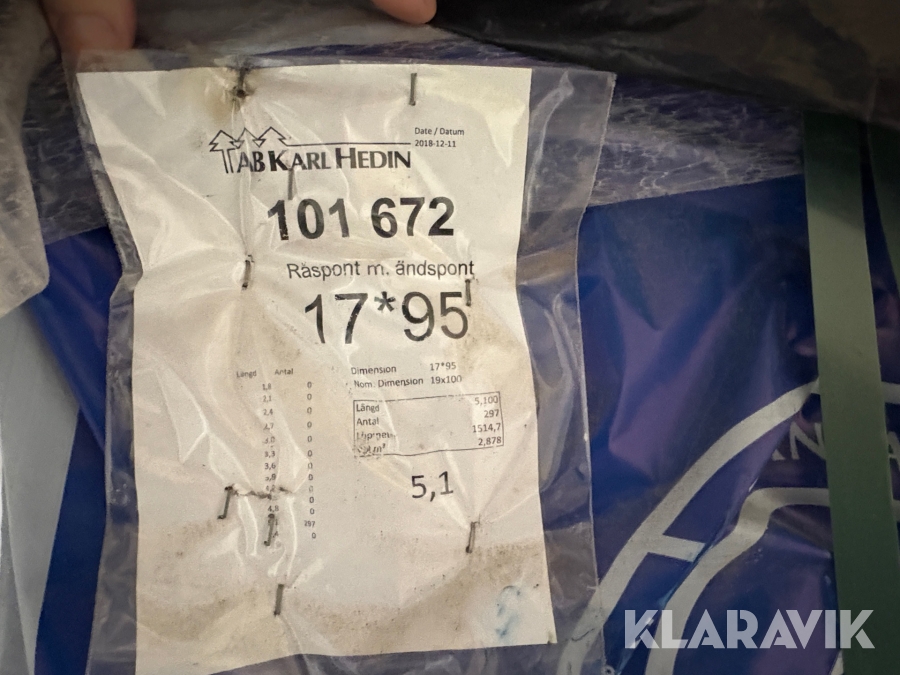 Date / Datum
2018-12-11
AB KARL HEDIN
101 672
Råspont m. ändspont
17*95
Längd Antal
1,8 0
2,1 0
2,4 0
2,7 0
3,0 0
3,3 0
3,6 0
0
0
0
4,8 0
297
0
Dimension 17*95
Nom. Dimension 19x100
Längd 5,100
Antal 297
1514,7
2,878
5,1
KLARAVIK